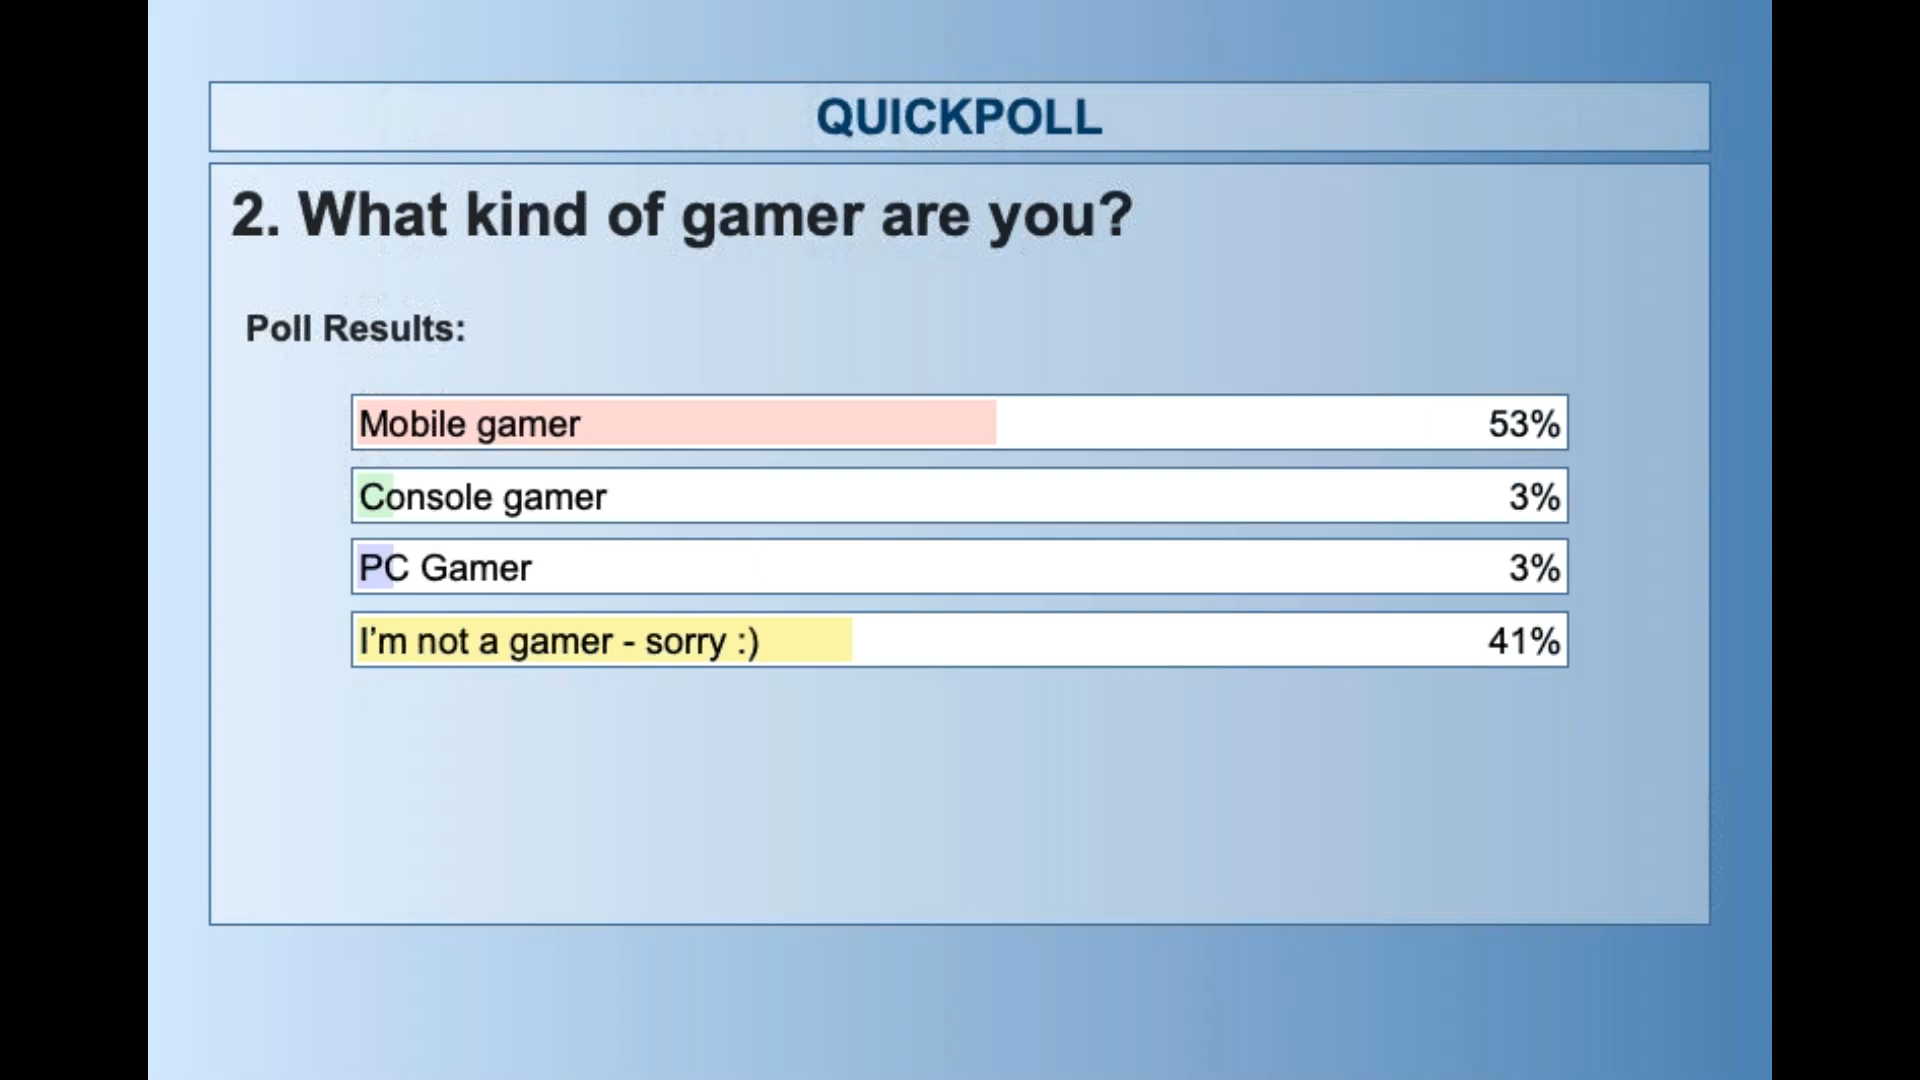 QUICKPOLL
2. What kind of gamer are you?
Poll Results:
Mobile gamer 53%
Console gamer 3%
PC Gamer 3%
I’m not a gamer - sorry :) 41%